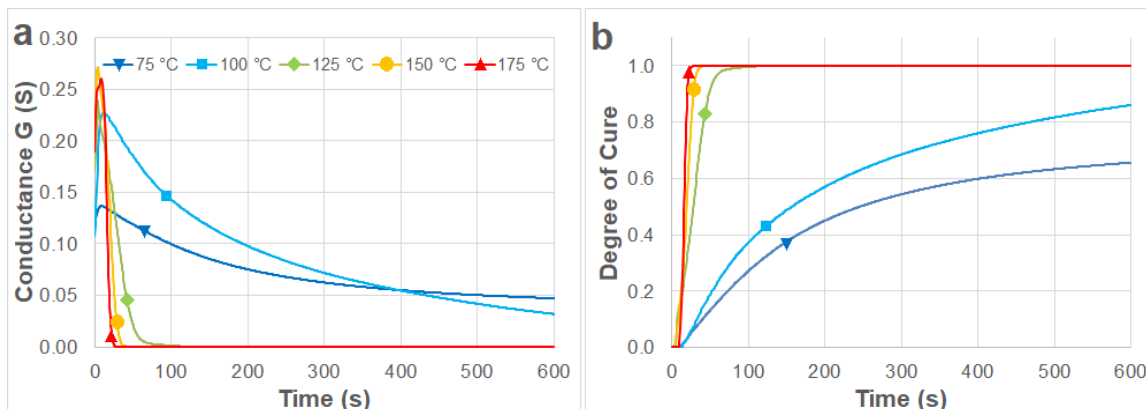 a
Conductance G (S)
0.30
0.25
0.20
0.15
0.10
0.05
0.00
75 °C 100 °C 125 °C 150 °C 175 °C
0 100 200 300 400 500 600
Time (s)
b
Degree of Cure
1.0
0.8
0.6
0.4
0.2
0.0
0 100 200 300 400 500 600
Time (s)